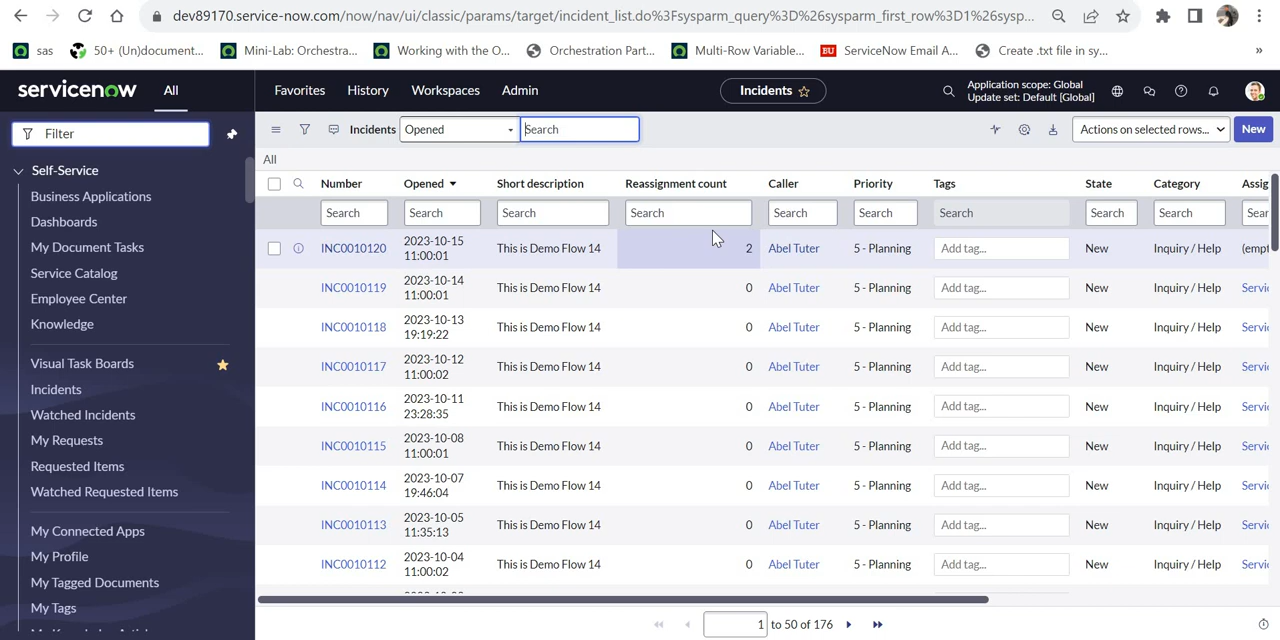 dev89170.service-now.com/now/nav/ui/classic/params/target/incident_list.do%3Fsysparm_query%3D%26sysparm_first_row%3D1%26sysp...
sas 50+ (Un)document... Mini-Lab: Orchestra... Working with the O... Orchestration Part... Multi-Row Variable... BU ServiceNow Email A... Create .txt file in sy... »
servicenow All Favorites History Workspaces Admin Incidents Application scope: Global
Update set: Default [Global]
Filter
Incidents Opened Search Actions on selected rows... New
All
Self-Service
Business Applications
Dashboards
My Document Tasks
Service Catalog
Employee Center
Knowledge
Visual Task Boards
Incidents
Watched Incidents
My Requests
Requested Items
Watched Requested Items
My Connected Apps
My Profile
My Tagged Documents
My Tags
Number Opened Short description Reassignment count Caller Priority Tags State Category Assig
Search Search Search Search Search Search Search Search Search Sear
INC0010120 2023-10-15 11:00:01 This is Demo Flow 14 2 Abel Tuter 5 - Planning Add tag... New Inquiry / Help (empt
INC0010119 2023-10-14 11:00:01 This is Demo Flow 14 0 Abel Tuter 5 - Planning Add tag... New Inquiry / Help Servic
INC0010118 2023-10-13 19:19:22 This is Demo Flow 14 0 Abel Tuter 5 - Planning Add tag... New Inquiry / Help Servic
INC0010117 2023-10-12 11:00:02 This is Demo Flow 14 0 Abel Tuter 5 - Planning Add tag... New Inquiry / Help Servic
INC0010116 2023-10-11 23:28:35 This is Demo Flow 14 0 Abel Tuter 5 - Planning Add tag... New Inquiry / Help Servic
INC0010115 2023-10-08 11:00:01 This is Demo Flow 14 0 Abel Tuter 5 - Planning Add tag... New Inquiry / Help Servic
INC0010114 2023-10-07 19:46:04 This is Demo Flow 14 0 Abel Tuter 5 - Planning Add tag... New Inquiry / Help Servic
INC0010113 2023-10-05 11:35:13 This is Demo Flow 14 0 Abel Tuter 5 - Planning Add tag... New Inquiry / Help Servic
INC0010112 2023-10-04 11:00:02 This is Demo Flow 14 0 Abel Tuter 5 - Planning Add tag... New Inquiry / Help Servic
1 to 50 of 176